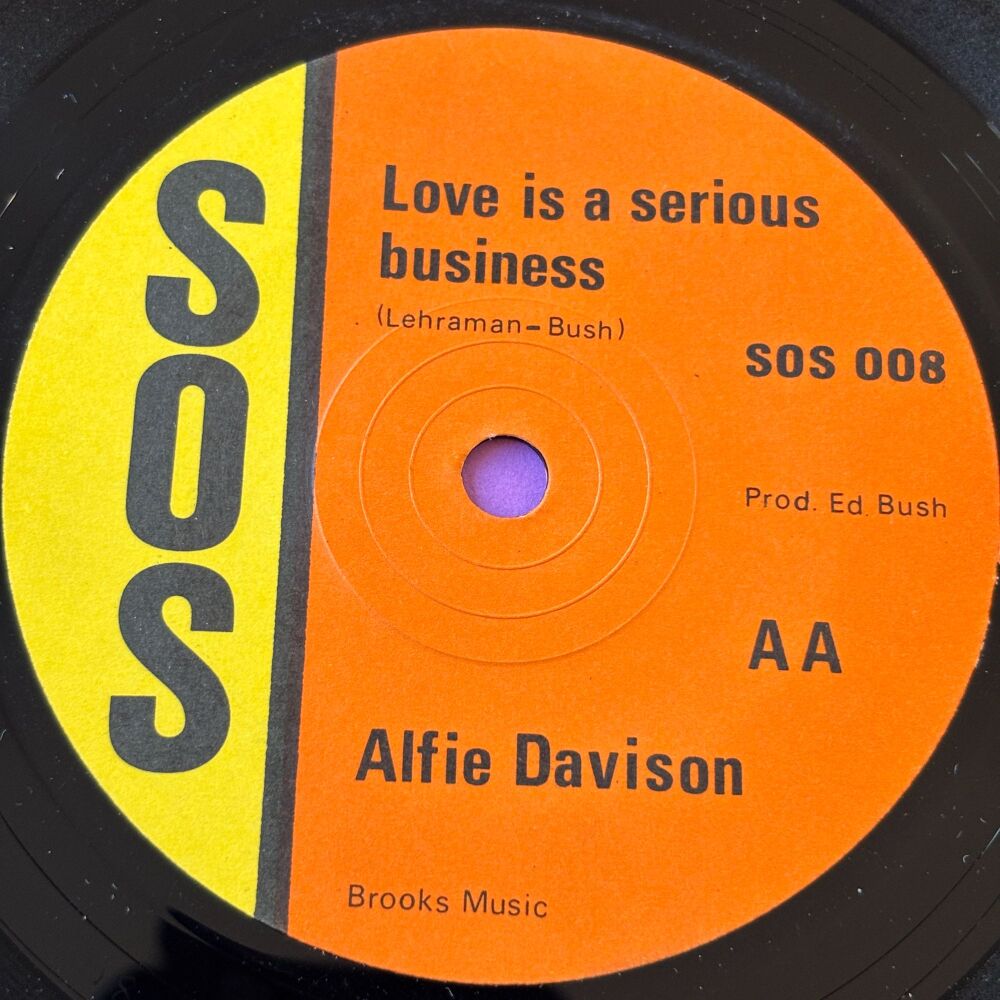 SOS
Love is a serious
business
(Lehraman-Bush)
SOS 008
Prod. Ed. Bush
AA
Alfie Davison
Brooks Music